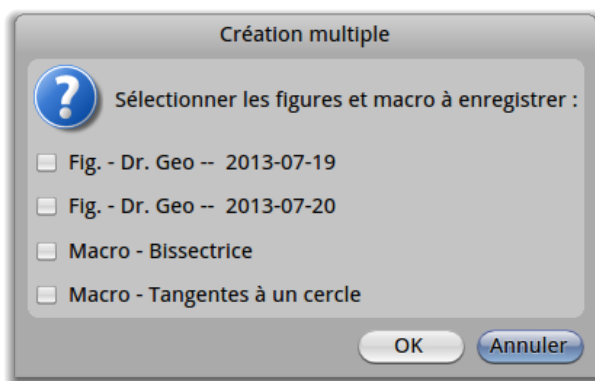 Création multiple
Sélectionner les figures et macro à enregistrer :
Fig. - Dr. Geo -- 2013-07-19
Fig. - Dr. Geo -- 2013-07-20
Macro - Bissectrice
Macro - Tangentes à un cercle
OK Annuler